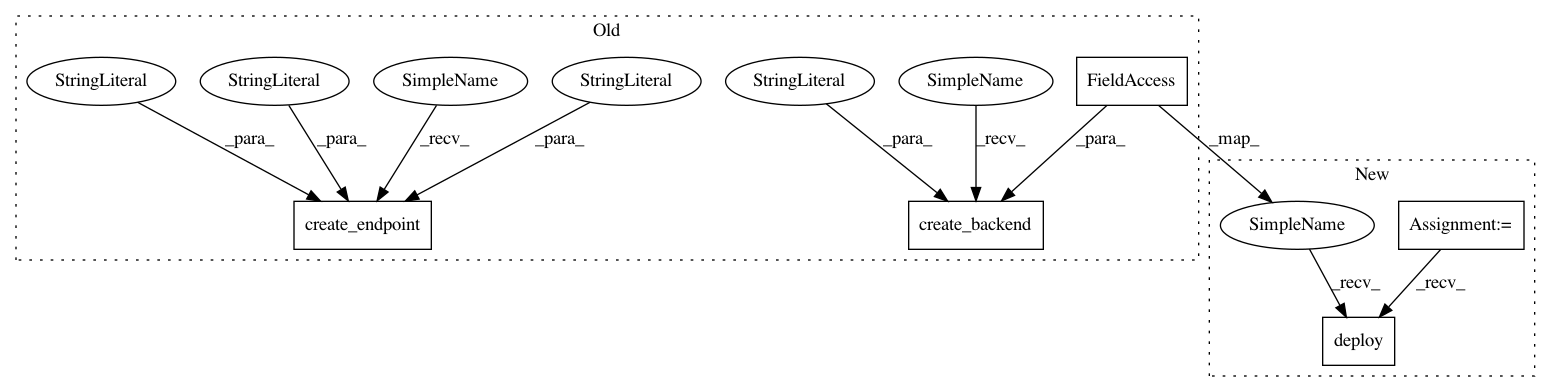 Old
StringLiteral StringLiteral SimpleName StringLiteral StringLiteral SimpleName FieldAccess
_para_ _para_ _recv_ _para_ _para_ _recv_ _para_ _map_
New
create_endpoint create_backend SimpleName Assignment:=
_recv_ _recv_
deploy